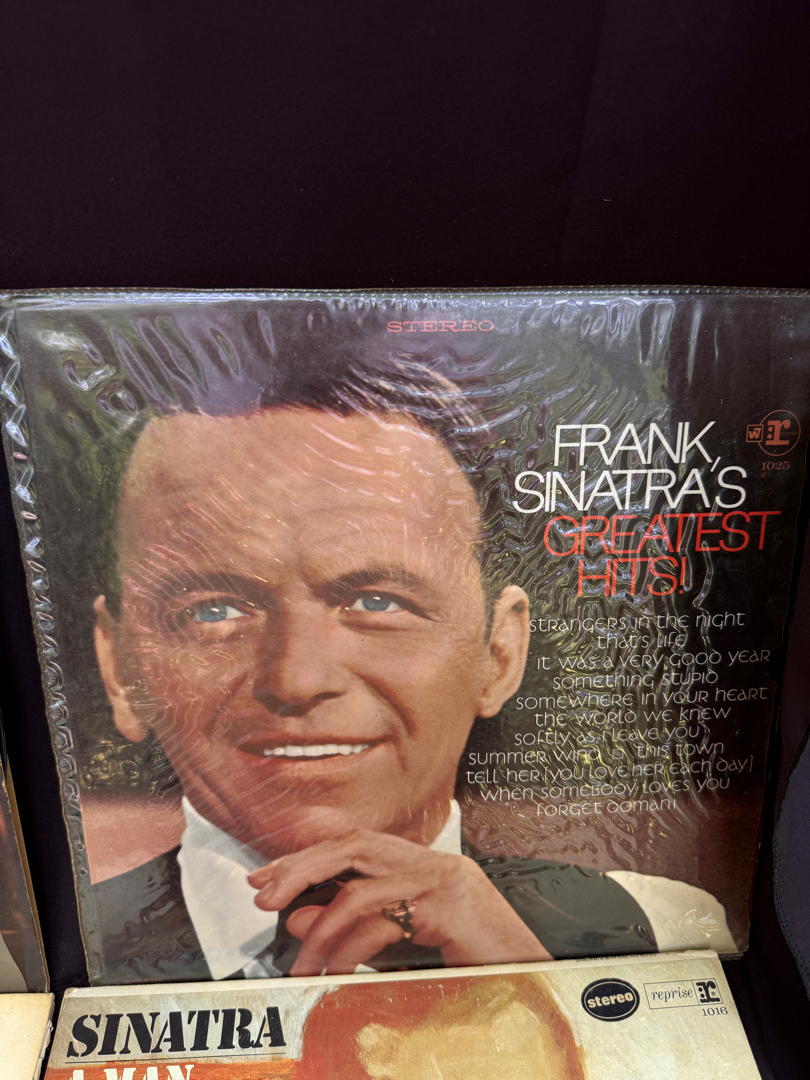 STEREO
W7 r:
1025
FRANK
SINATRA'S
GREATEST
HITS!
strangers in the night
that's life
it was a very good year
something stupid
somewhere in your heart
the world we knew
softly as i leave you
summer wind this town
tell her [you love her each day]
when somebody loves you
forget domani
SINATRA
stereo
reprise r:
1016
A MAN